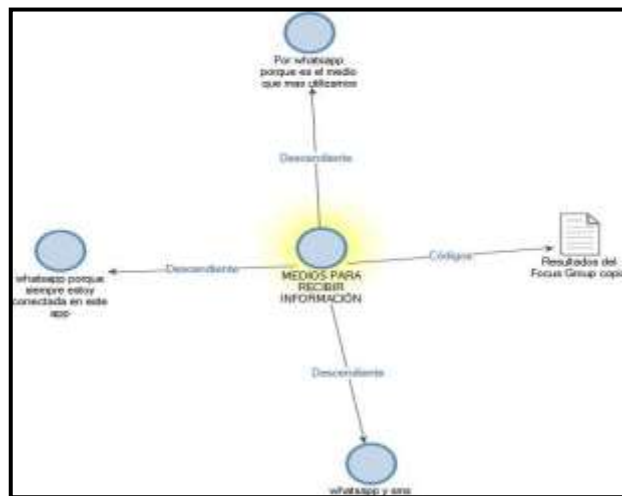 Por whatsapp
porque es el medio
que mas utilizamos
Descendiente
Códigos
Resultados del
Focus Group copia
Descendiente
whatsapp porque
siempre estoy
conectada en este
app
MEDIOS PARA
RECIBIR
INFORMACIÓN
Descendiente
whatsapp y sms